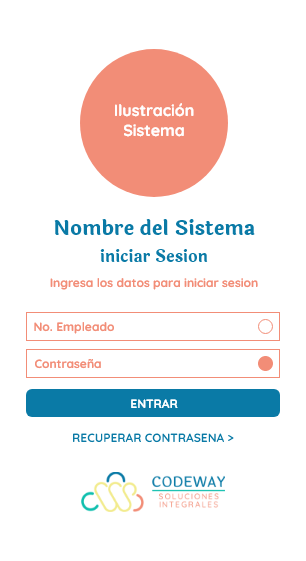 Ilustración
Sistema
Nombre del Sistema
iniciar Sesion
Ingresa los datos para iniciar sesion
No. Empleado
Contraseña
ENTRAR
RECUPERAR CONTRASENA >
CODEWAY
SOLUCIONES
INTEGRALES